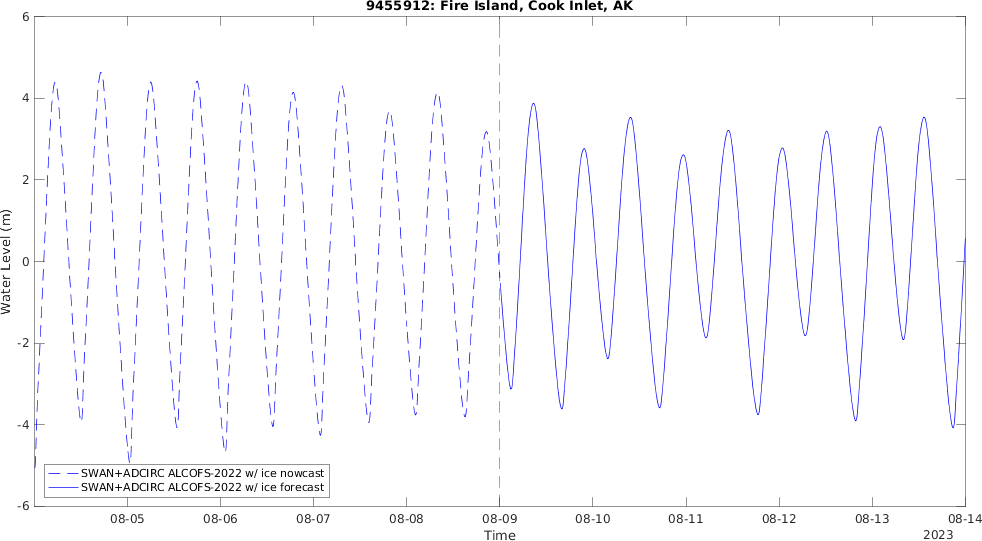 9455912: Fire Island, Cook Inlet, AK
6
4
2
0
-2
-4
-6
Water Level (m)
SWAN+ADCIRC ALCOFS-2022 w/ ice nowcast
SWAN+ADCIRC ALCOFS-2022 w/ ice forecast
08-05 08-06 08-07 08-08 08-09 08-10 08-11 08-12 08-13 08-14
Time
2023